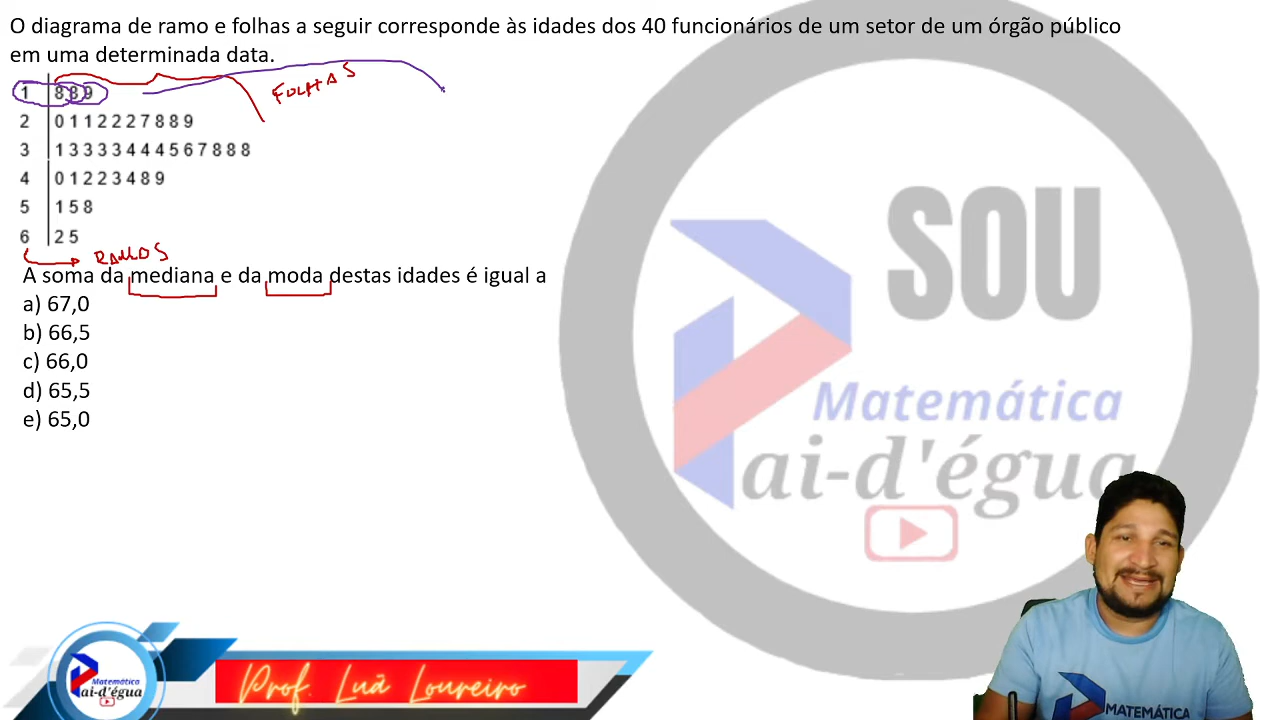 O diagrama de ramo e folhas a seguir corresponde às idades dos 40 funcionários de um setor de um órgão público
em uma determinada data.
1 8 8 9
FOLHAS
2 0 1 1 2 2 2 7 8 8 9
3 1 3 3 3 3 4 4 4 5 6 7 8 8 8
4 0 1 2 2 3 4 8 9
5 1 5 8
6 2 5
RAMOS
A soma da mediana e da moda destas idades é igual a
a) 67,0
b) 66,5
c) 66,0
d) 65,5
e) 65,0
SOU
Matemática
ai-d'égua
Matemática
ai-d'égua
Prof. Luã Loureiro
MATEMÁTICA